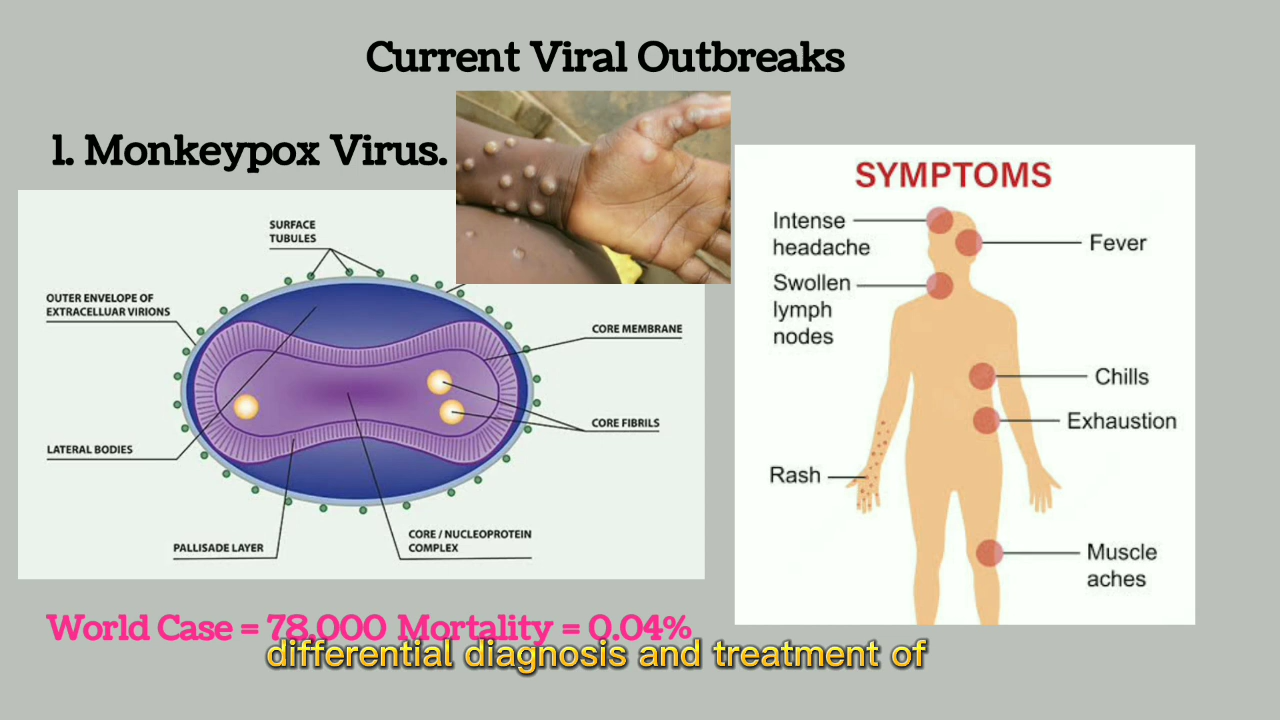 Current Viral Outbreaks
1. Monkeypox Virus.
SURFACE
TUBULES
OUTER ENVELOPE OF
EXTRACELLUAR VIRIONS
CORE MEMBRANE
CORE FIBRILS
LATERAL BODIES
PALLISADE LAYER
CORE / NUCLEOPROTEIN
COMPLEX
SYMPTOMS
Intense
headache
Fever
Swollen
lymph
nodes
Chills
Exhaustion
Rash
Muscle
aches
World Case = 78,000 Mortality = 0.04%
differential diagnosis and treatment of